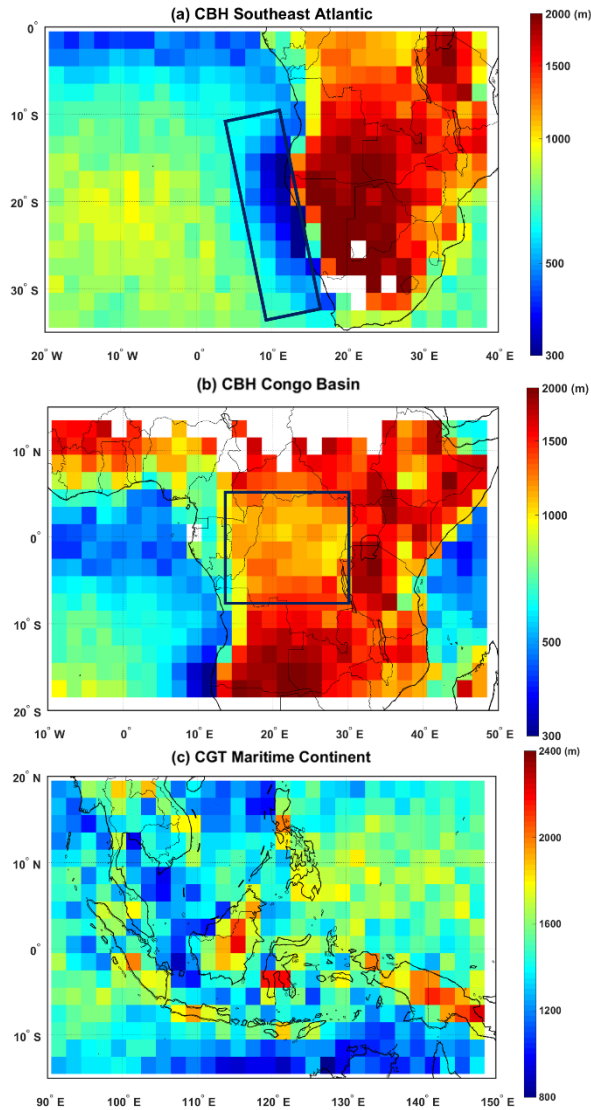 (a) CBH Southeast Atlantic
0° 
10° S
20° S
30° S
20° W 10° W 0° 10° E 20° E 30° E 40° E
2000 (m)
1000
500
300
(b) CBH Congo Basin
10° N
0°
10° S
20° S
10° W 0° 10° E 20° E 30° E 40° E 50° E
2000 (m)
1500
1000
500
300
(c) CGT Maritime Continent
20° N
10° N
0°
10° S
90° E 100° E 110° E 120° E 130° E 140° E 150° E
2400 (m)
2000
1600
1200
800